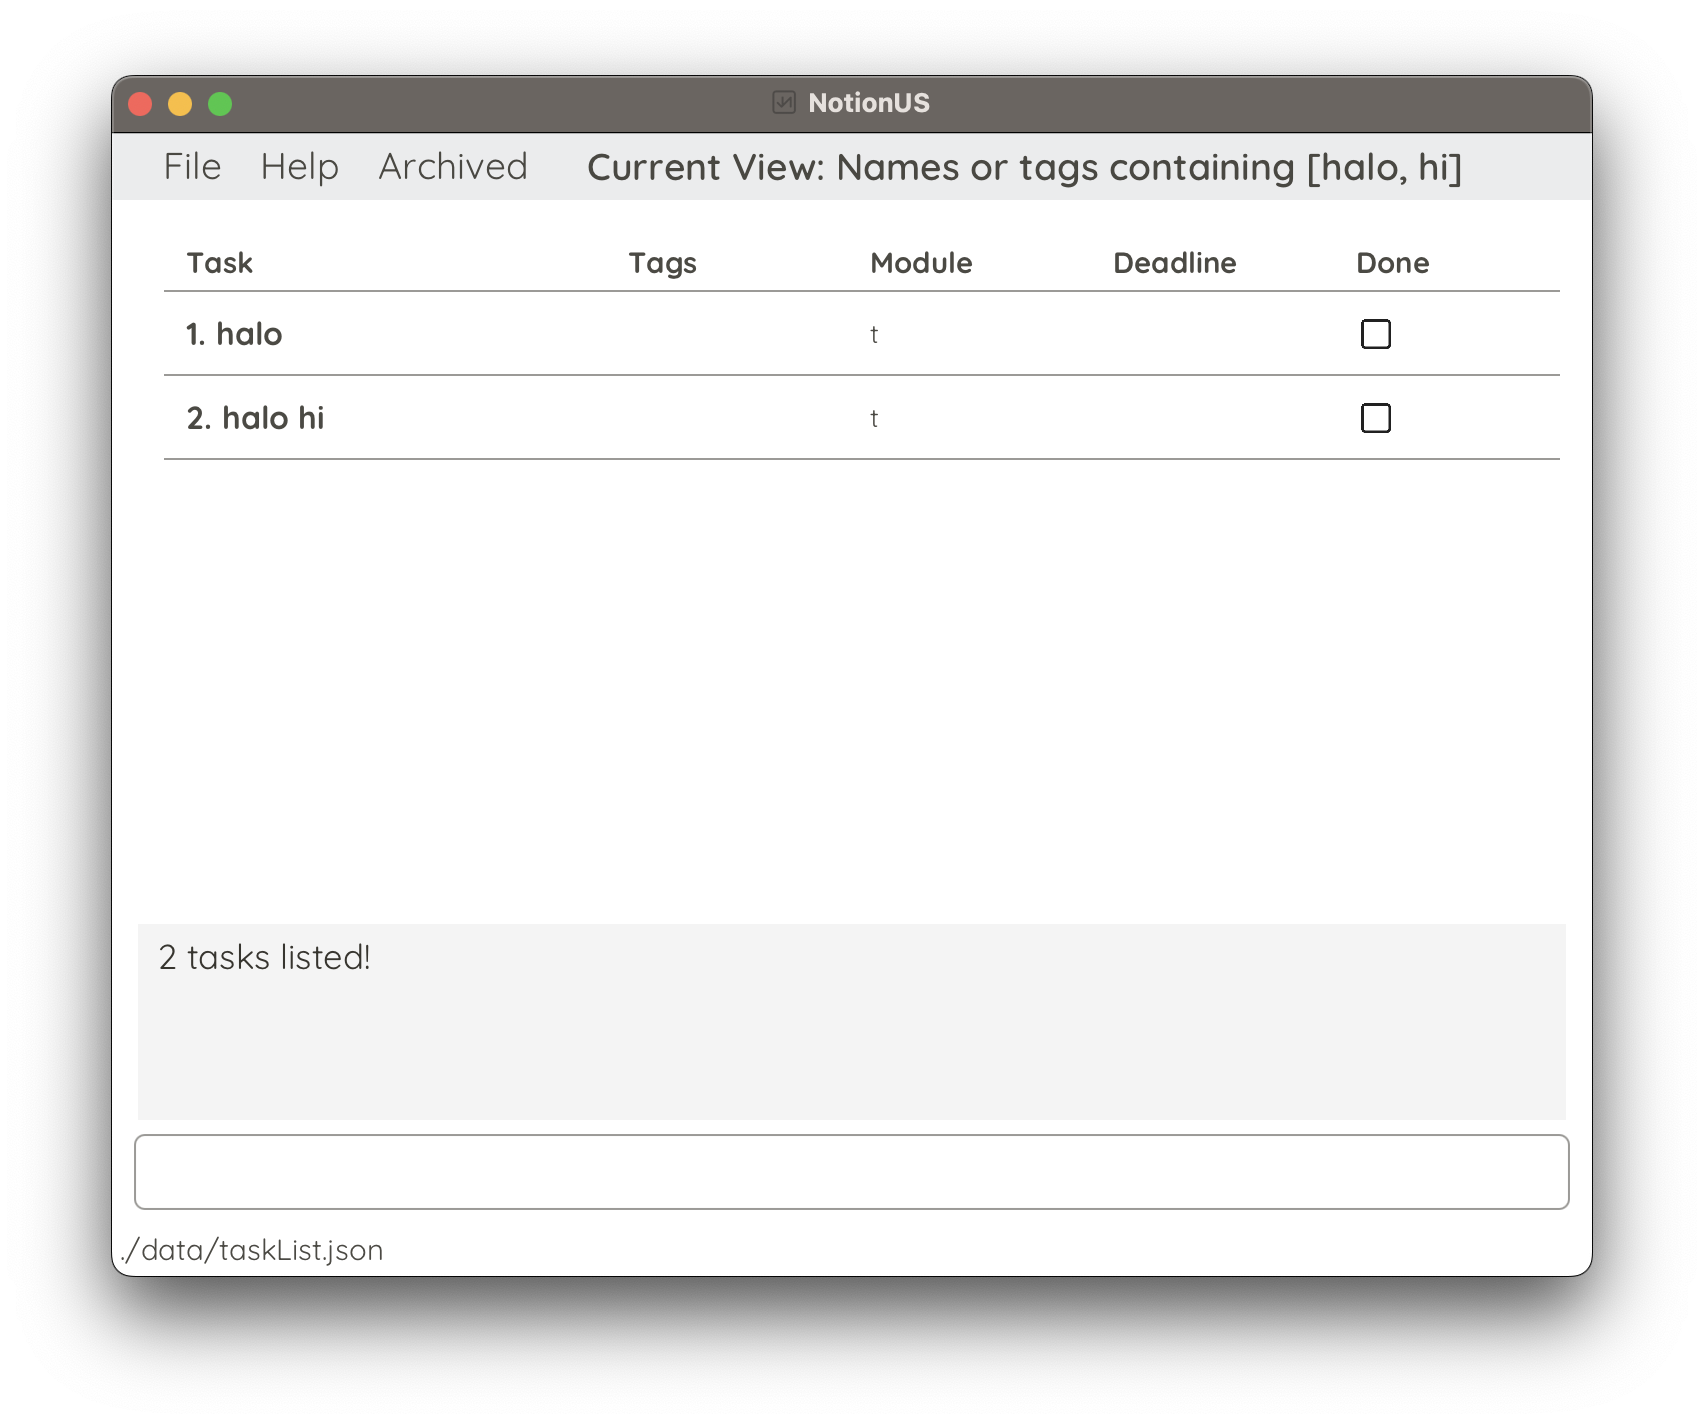 NotionUS
File Help Archived Current View: Names or tags containing [halo, hi]
Task Tags Module Deadline Done
1. halo t
2. halo hi t
2 tasks listed!
./data/taskList.json